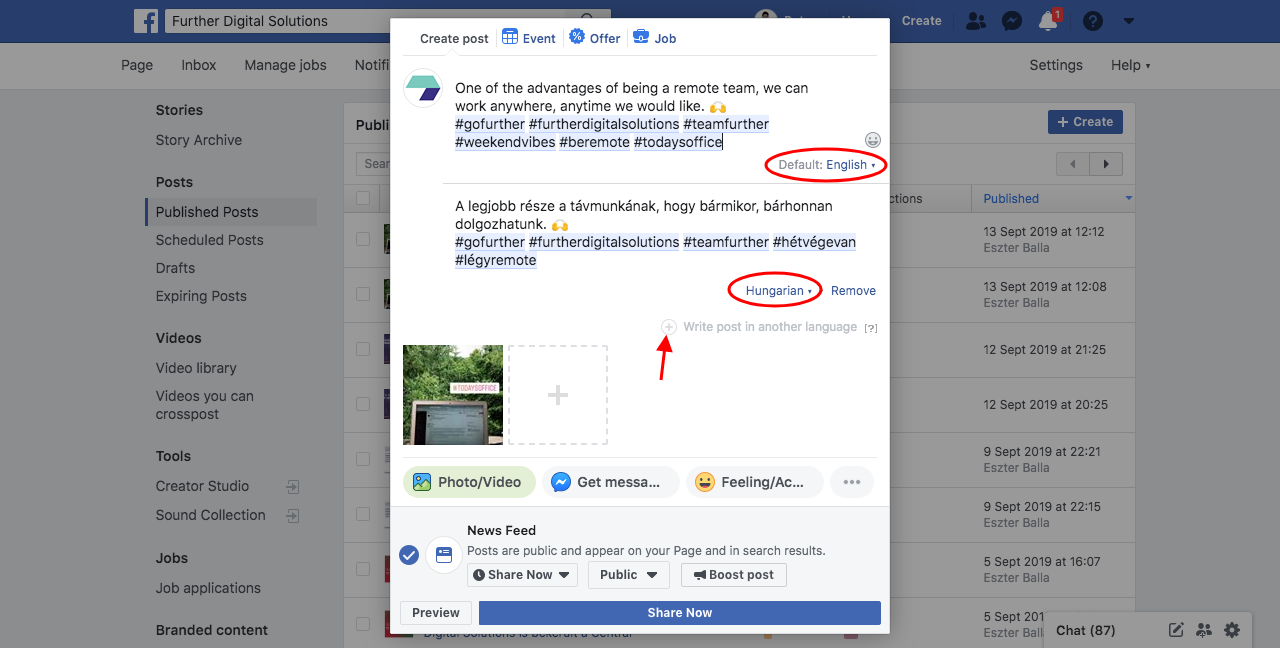 Further Digital Solutions
Create
1
Page
Inbox
Manage jobs
Notifi
Settings
Help
Stories
Story Archive
Posts
Published Posts
Scheduled Posts
Drafts
Expiring Posts
Videos
Video library
Videos you can
crosspost
Tools
Creator Studio
Sound Collection
Jobs
Job applications
Branded content
Publi
+ Create
Sear
ctions
Published
13 Sept 2019 at 12:12
Eszter Balla
13 Sept 2019 at 12:08
Eszter Balla
12 Sept 2019 at 21:25
12 Sept 2019 at 20:25
9 Sept 2019 at 22:21
Eszter Balla
9 Sept 2019 at 22:15
Eszter Balla
5 Sept 2019 at 16:07
Eszter Balla
5 Sept 201
Eszter Ball
Create post
Event
Offer
Job
One of the advantages of being a remote team, we can
work anywhere, anytime we would like. 🙌
#gofurther #furtherdigitalsolutions #teamfurther
#weekendvibes #beremote #todaysoffice
Default: English
A legjobb része a távmunkának, hogy bármikor, bárhonnan
dolgozhatunk. 🙌
#gofurther #furtherdigitalsolutions #teamfurther #hétvégevan
#légyremote
Hungarian
Remove
Write post in another language [?]
#TODAYSOFFICE
Photo/Video
Get messa...
Feeling/Ac...
News Feed
Posts are public and appear on your Page and in search results.
Share Now
Public
Boost post
Preview
Share Now
Chat (87)